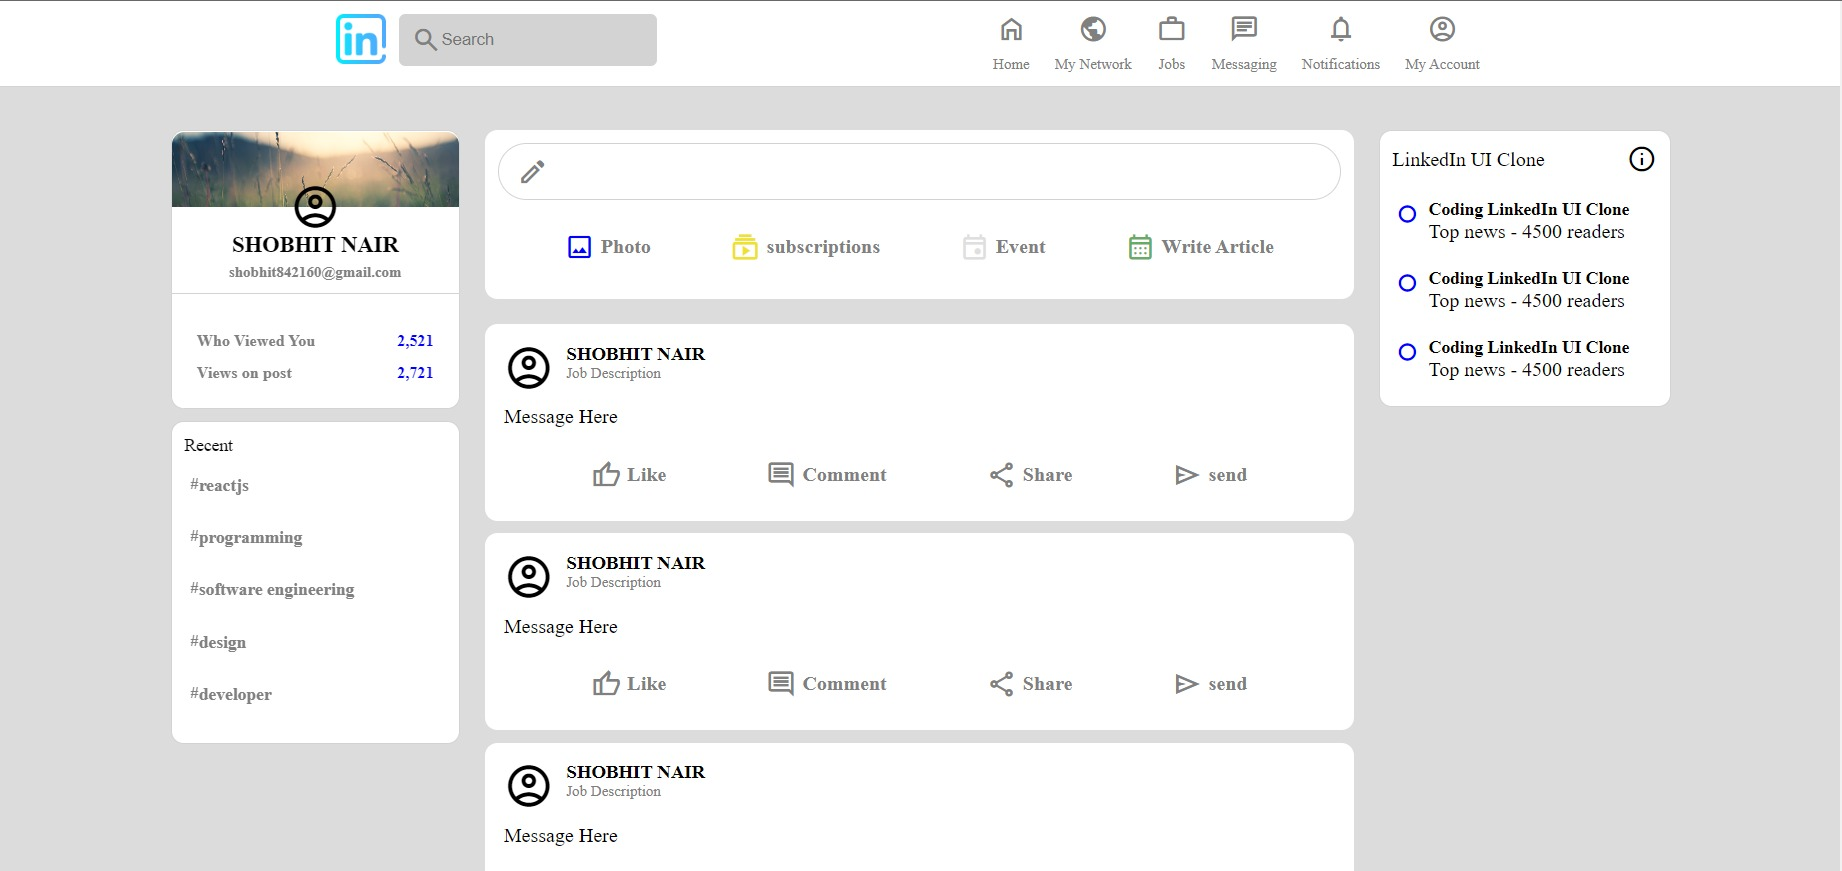 in
Search
Home
My Network
Jobs
Messaging
Notifications
My Account
SHOBHIT NAIR
shobhit842160@gmail.com
Who Viewed You 2,521
Views on post 2,721
Recent
#reactjs
#programming
#software engineering
#design
#developer
Photo
subscriptions
Event
Write Article
SHOBHIT NAIR
Job Description
Message Here
Like
Comment
Share
send
SHOBHIT NAIR
Job Description
Message Here
Like
Comment
Share
send
SHOBHIT NAIR
Job Description
Message Here
LinkedIn UI Clone
Coding LinkedIn UI Clone
Top news - 4500 readers
Coding LinkedIn UI Clone
Top news - 4500 readers
Coding LinkedIn UI Clone
Top news - 4500 readers